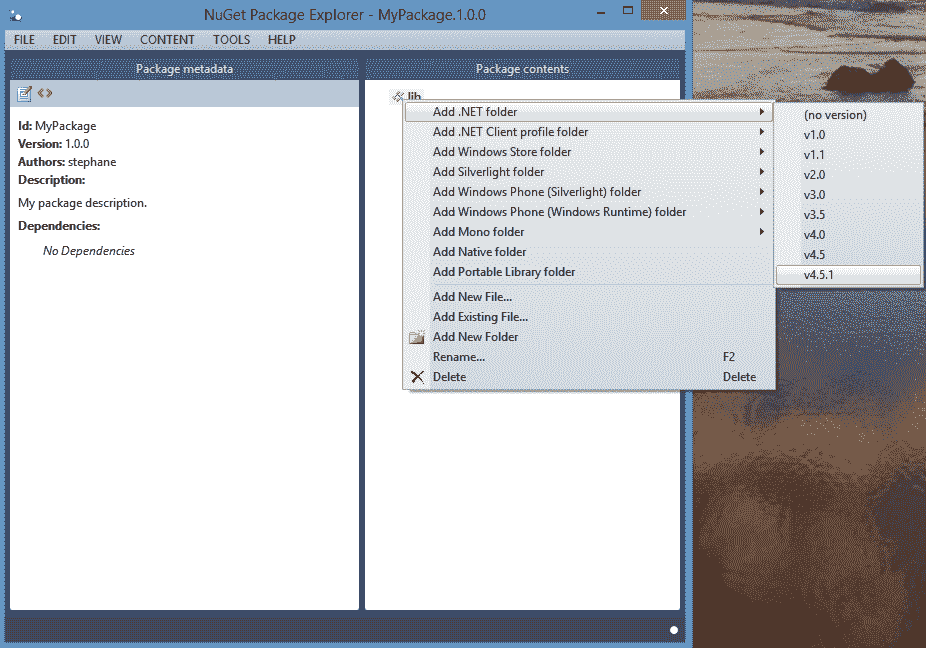 NuGet Package Explorer - MyPackage.1.0.0
FILE EDIT VIEW CONTENT TOOLS HELP
Package metadata
Id: MyPackage
Version: 1.0.0
Authors: stephane
Description:
My package description.
Dependencies:
No Dependencies
Package contents
lib
Add .NET folder
Add .NET Client profile folder
Add Windows Store folder
Add Silverlight folder
Add Windows Phone (Silverlight) folder
Add Windows Phone (Windows Runtime) folder
Add Mono folder
Add Native folder
Add Portable Library folder
Add New File...
Add Existing File...
Add New Folder
Rename... F2
Delete Delete
(no version)
v1.0
v1.1
v2.0
v3.0
v3.5
v4.0
v4.5
v4.5.1